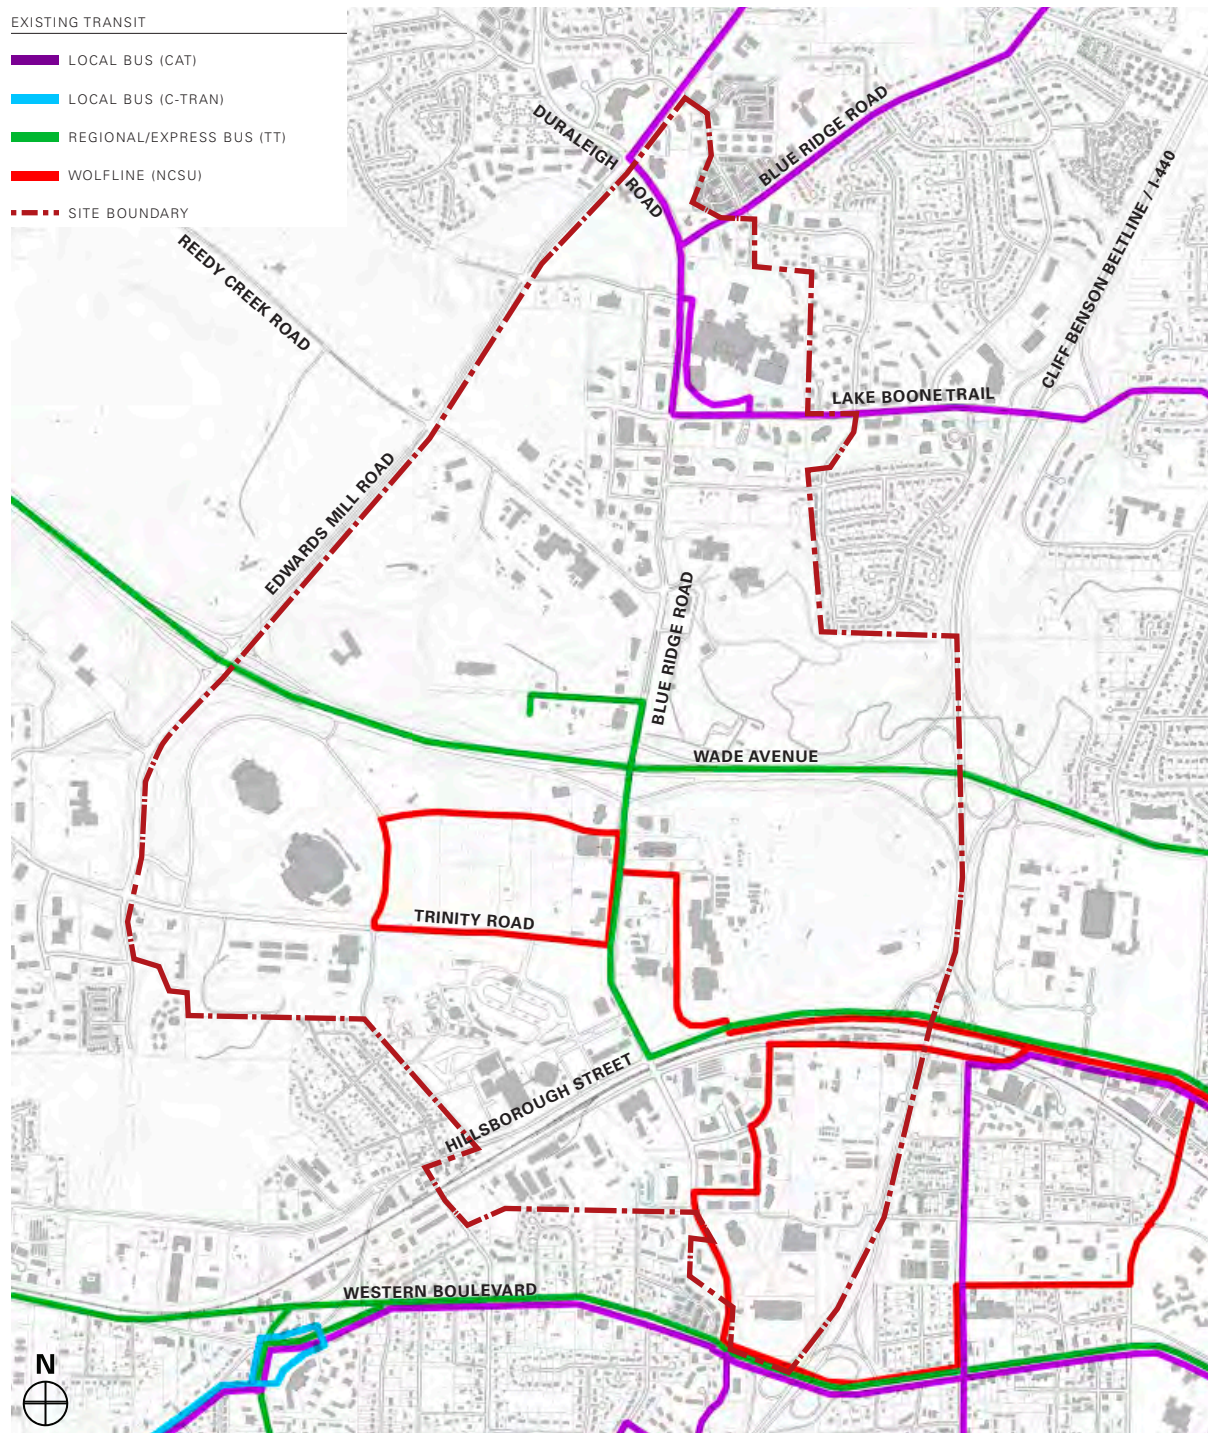 EXISTING TRANSIT
LOCAL BUS (CAT)
LOCAL BUS (C-TRAN)
REGIONAL/EXPRESS BUS (TT)
WOLFLINE (NCSU)
SITE BOUNDARY
DURALEIGH
ROAD
BLUE RIDGE ROAD
CLIFF BENSON BELTLINE / I-440
REEDY CREEK ROAD
LAKE BOONE TRAIL
EDWARDS MILL ROAD
BLUE RIDGE ROAD
WADE AVENUE
TRINITY ROAD
HILLSBOROUGH STREET
WESTERN BOULEVARD
N